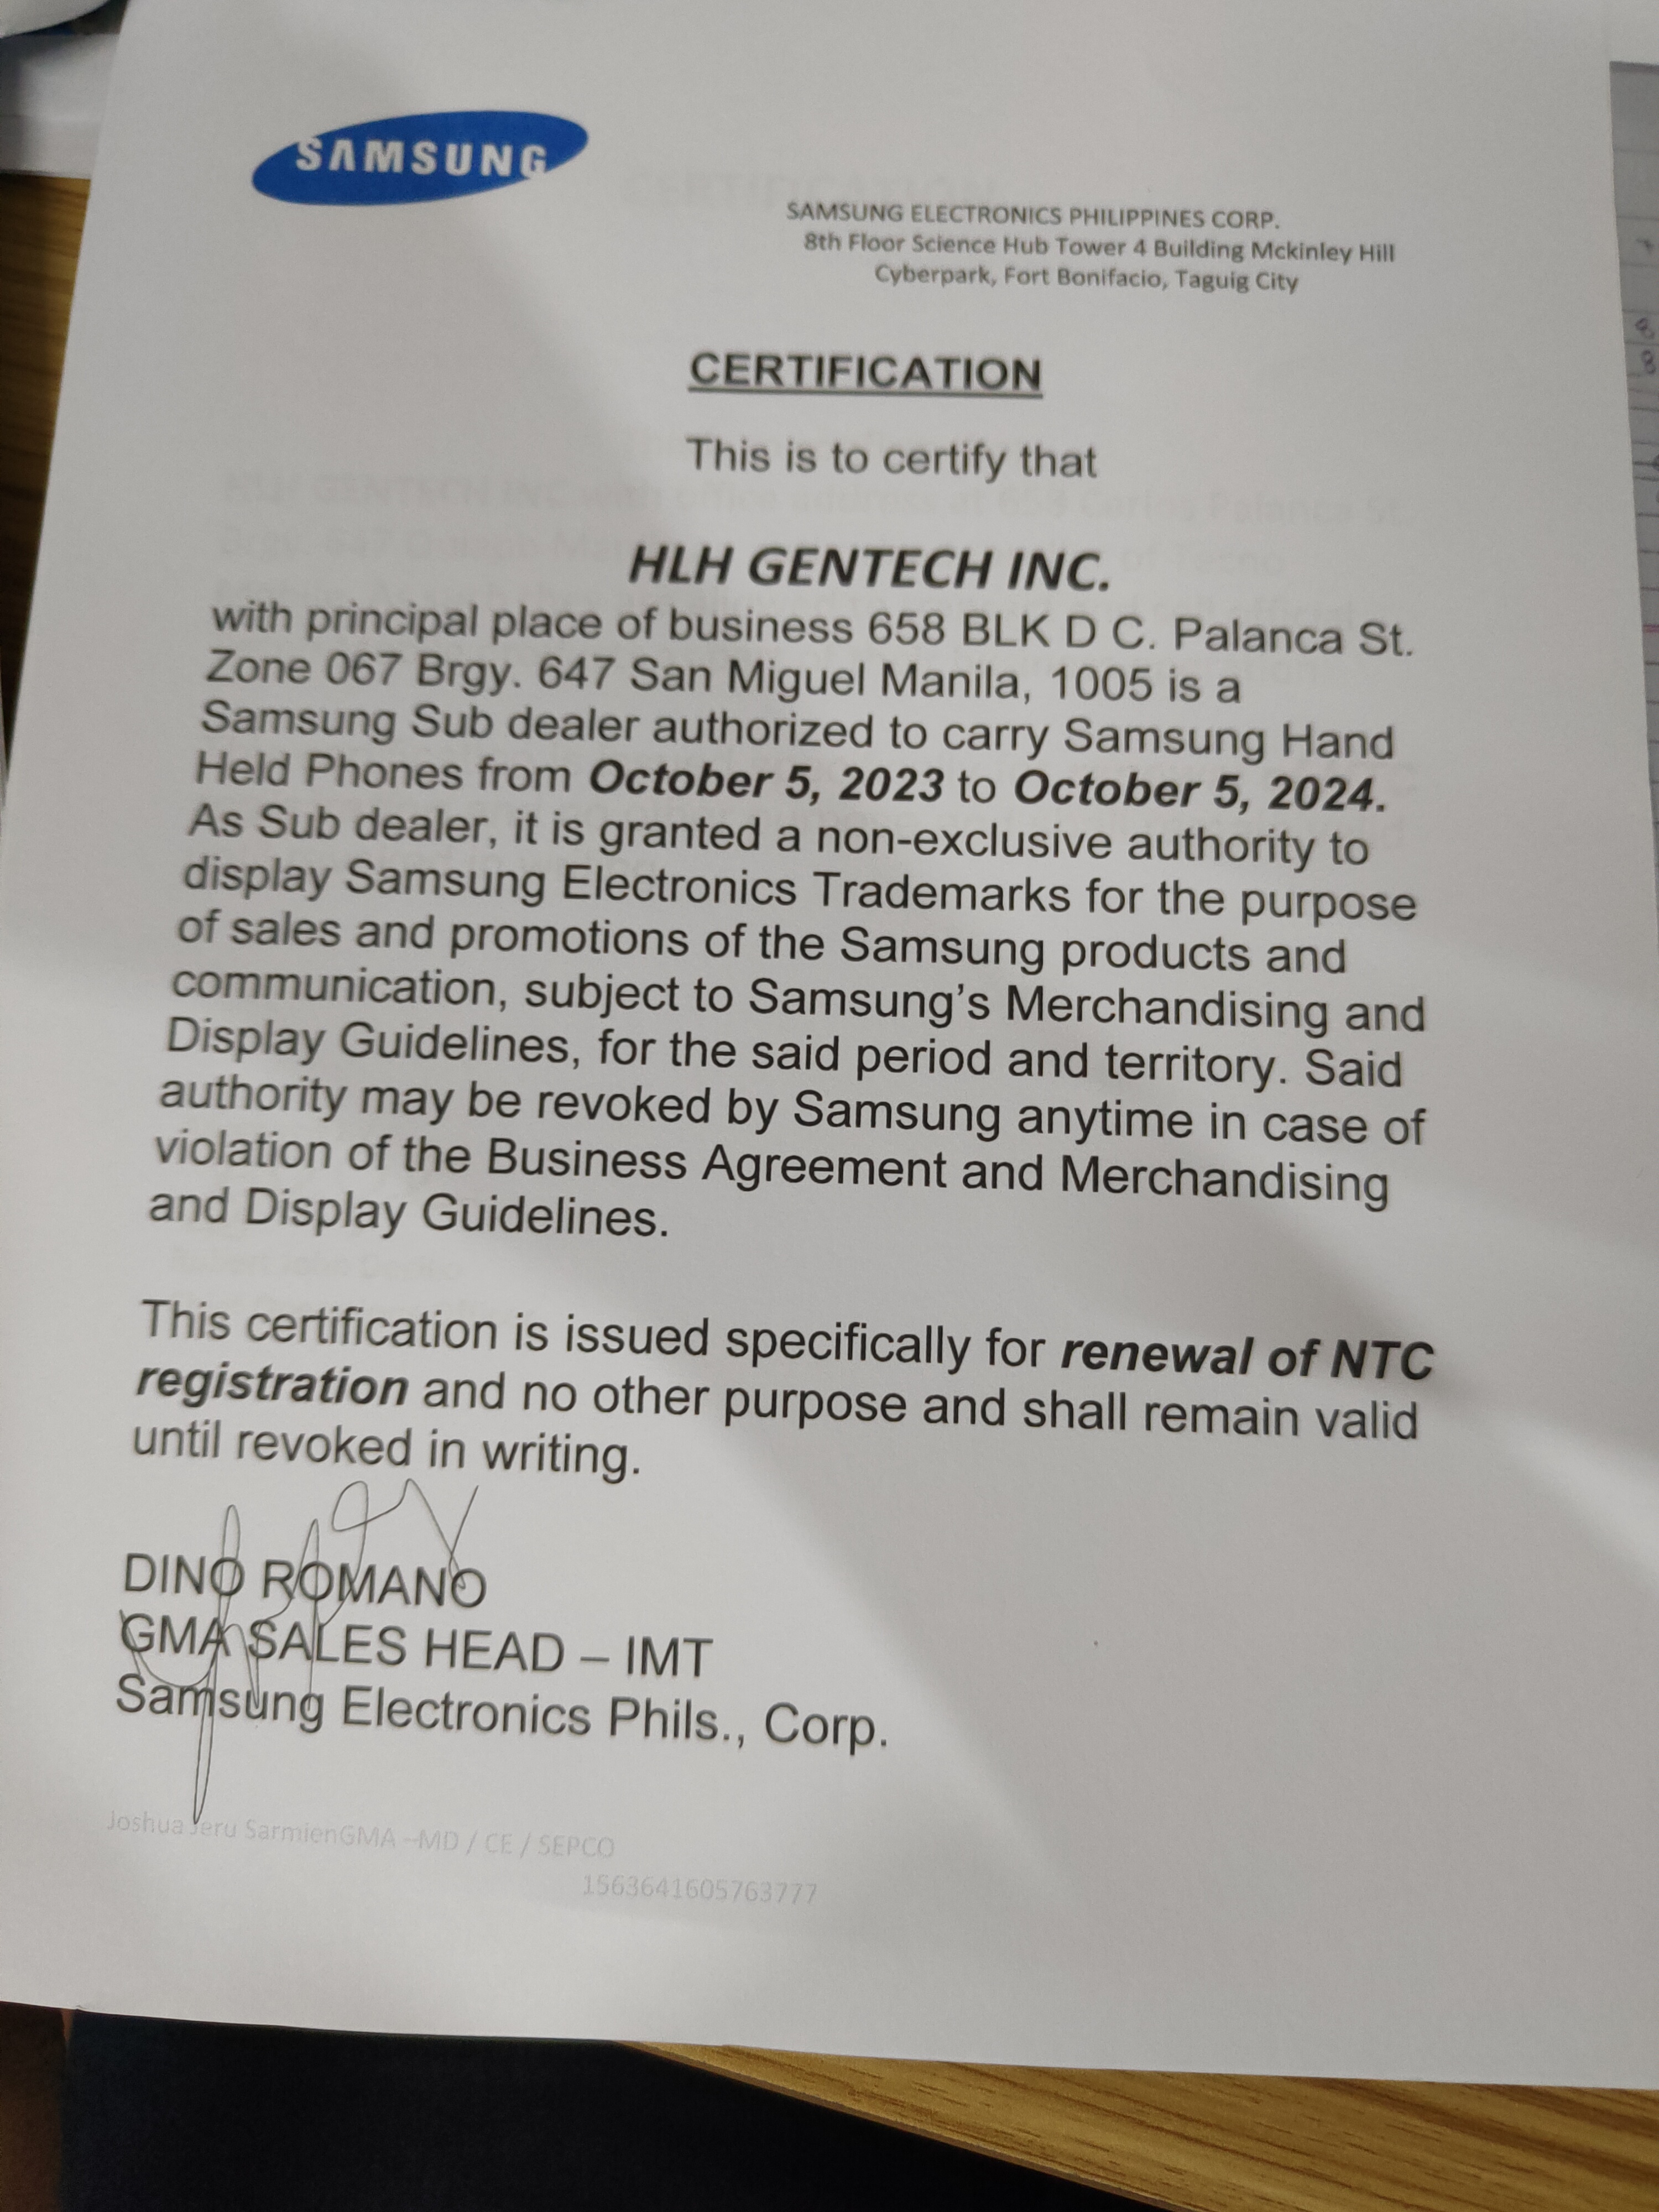 SAMSUNG
SAMSUNG ELECTRONICS PHILIPPINES CORP.
8th Floor Science Hub Tower 4 Building Mckinley Hill
Cyberpark, Fort Bonifacio, Taguig City
CERTIFICATION
This is to certify that
HLH GENTECH INC.
with principal place of business 658 BLK D C. Palanca St.
Zone 067 Brgy. 647 San Miguel Manila, 1005 is a
Samsung Sub dealer authorized to carry Samsung Hand
Held Phones from October 5, 2023 to October 5, 2024.
As Sub dealer, it is granted a non-exclusive authority to
display Samsung Electronics Trademarks for the purpose
of sales and promotions of the Samsung products and
communication, subject to Samsung's Merchandising and
Display Guidelines, for the said period and territory. Said
authority may be revoked by Samsung anytime in case of
violation of the Business Agreement and Merchandising
and Display Guidelines.
This certification is issued specifically for renewal of NTC
registration and no other purpose and shall remain valid
until revoked in writing.
DINO ROMANO
GMA SALES HEAD – IMT
Samsung Electronics Phils., Corp.
Joshua Jeru SarmienGMA –MD / CE / SEPCO
1563641605763777